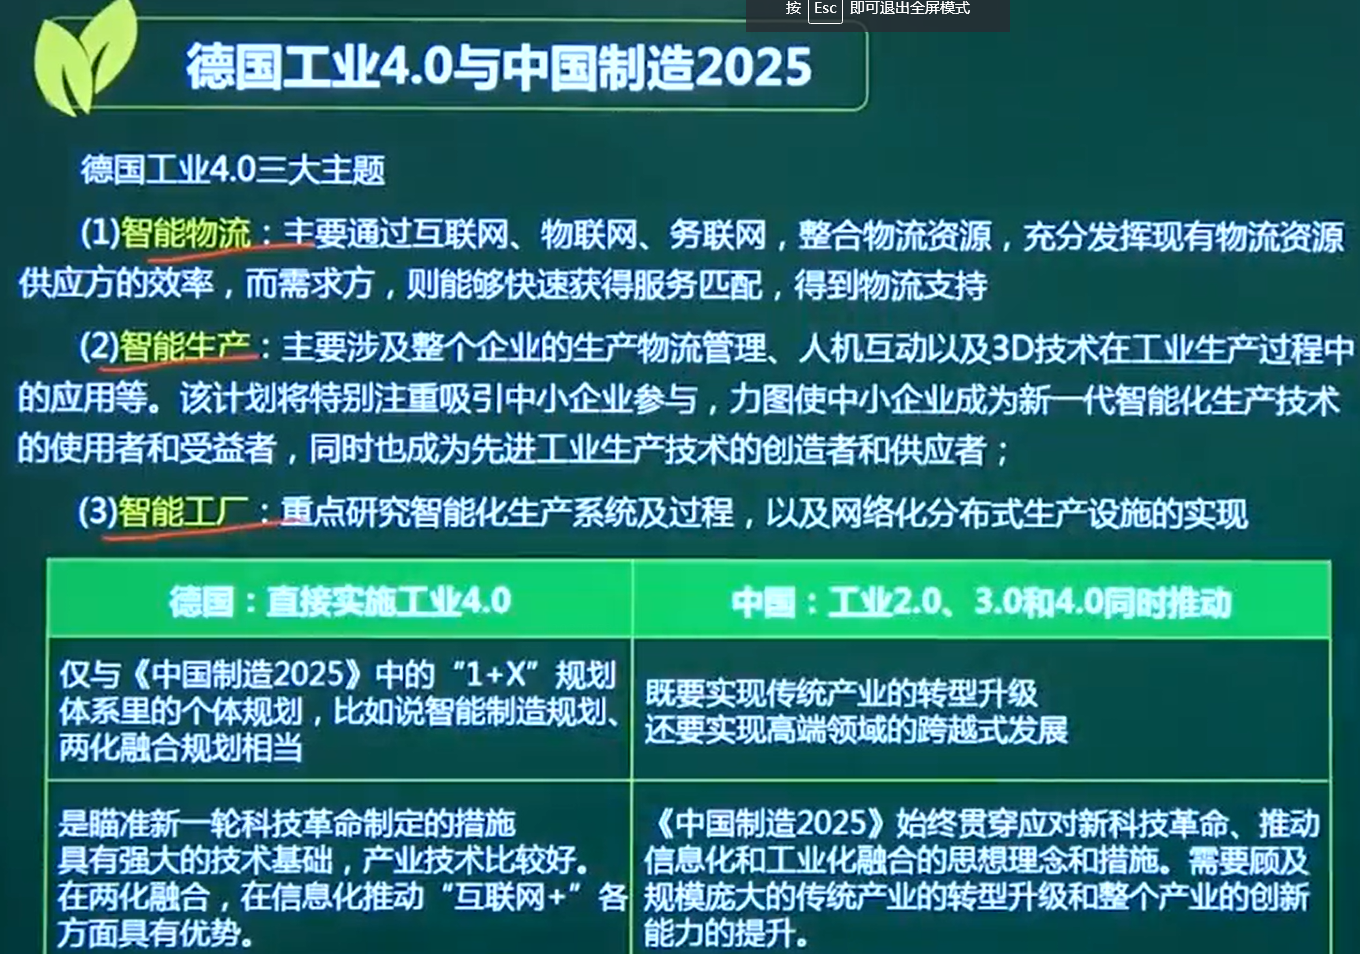 按 Esc 即可退出全屏模式
德国工业4.0与中国制造2025
德国工业4.0三大主题
(1)智能物流：主要通过互联网、物联网、务联网，整合物流资源，充分发挥现有物流资源
供应方的效率，而需求方，则能够快速获得服务匹配，得到物流支持
(2)智能生产：主要涉及整个企业的生产物流管理、人机互动以及3D技术在工业生产过程中
的应用等。该计划将特别注重吸引中小企业参与，力图使中小企业成为新一代智能化生产技术
的使用者和受益者，同时也成为先进工业生产技术的创造者和供应者；
(3)智能工厂：重点研究智能化生产系统及过程，以及网络化分布式生产设施的实现
德国：直接实施工业4.0
中国：工业2.0、3.0和4.0同时推动
仅与《中国制造2025》中的“1+X”规划
体系里的个体规划，比如说智能制造规划、
两化融合规划相当
既要实现传统产业的转型升级
还要实现高端领域的跨越式发展
是瞄准新一轮科技革命制定的措施
具有强大的技术基础，产业技术比较好。
在两化融合，在信息化推动“互联网+”各
方面具有优势。
《中国制造2025》始终贯穿应对新科技革命、推动
信息化和工业化融合的思想理念和措施。需要顾及
规模庞大的传统产业的转型升级和整个产业的创新
能力的提升。